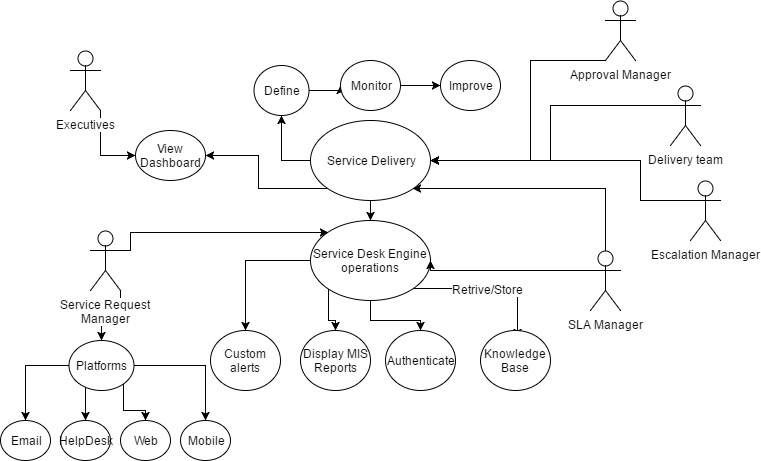 Approval Manager
Executives
Define
Monitor
Improve
View
Dashboard
Service Delivery
Delivery team
Escalation Manager
Service Desk Engine
operations
Retrive/Store
SLA Manager
Service Request
Manager
Platforms
Custom
alerts
Display MIS
Reports
Authenticate
Knowledge
Base
Email
HelpDesk
Web
Mobile